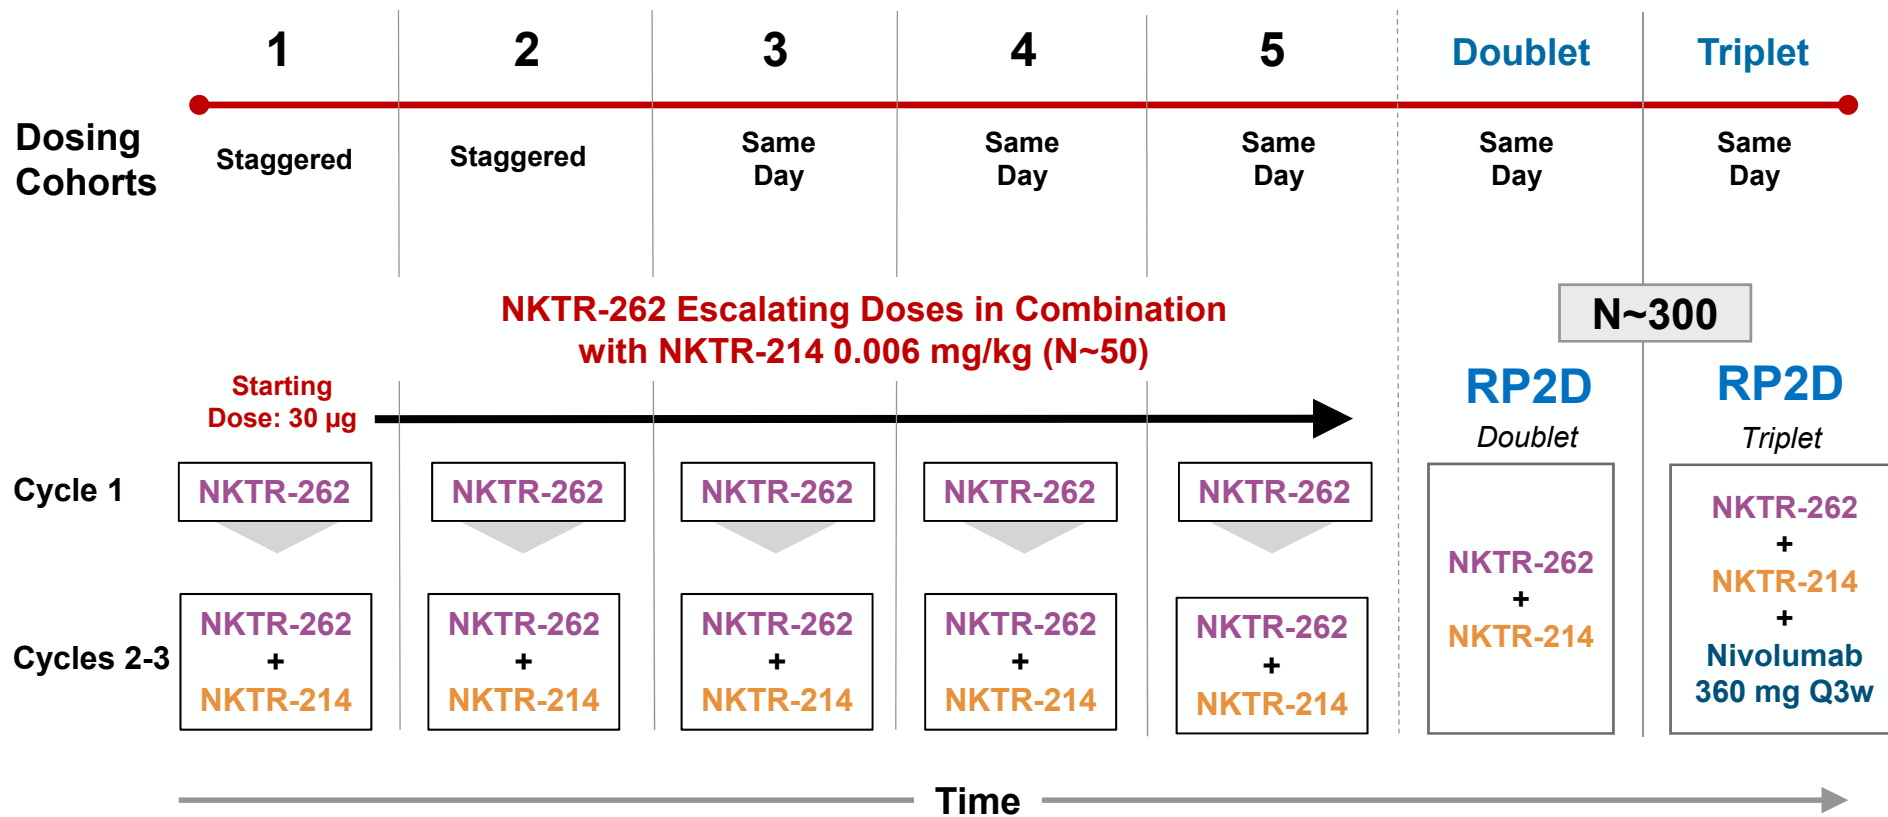 1 2 3 4 5 Doublet Triplet
Dosing
Cohorts
Staggered
Staggered
Same
Day
Same
Day
Same
Day
Same
Day
Same
Day
NKTR-262 Escalating Doses in Combination
with NKTR-214 0.006 mg/kg (N~50)
N~300
Starting
Dose: 30 µg
RP2D
Doublet
RP2D
Triplet
Cycle 1
NKTR-262
NKTR-262
NKTR-262
NKTR-262
NKTR-262
Cycles 2-3
NKTR-262
+
NKTR-214
NKTR-262
+
NKTR-214
NKTR-262
+
NKTR-214
NKTR-262
+
NKTR-214
NKTR-262
+
NKTR-214
NKTR-262
+
NKTR-214
NKTR-262
+
NKTR-214
+
Nivolumab
360 mg Q3w
Time